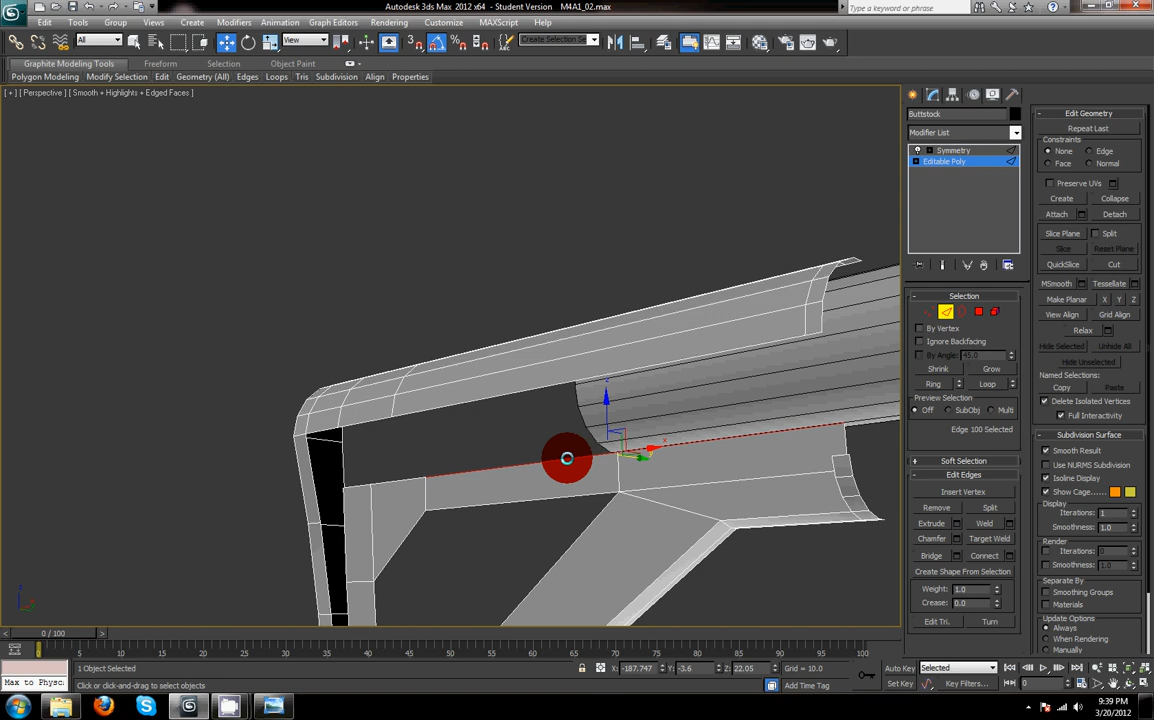 Autodesk 3ds Max 2012 x64 - Student Version M4A1_02.max
Type a keyword or phrase
Edit Tools Group Views Create Modifiers Animation Graph Editors Rendering Customize MAXScript Help
All View Create Selection Se
Graphite Modeling Tools Freeform Selection Object Paint
Polygon Modeling Modify Selection Edit Geometry (All) Edges Loops Tris Subdivision Align Properties
[ + ] [ Perspective ] [ Smooth + Highlights + Edged Faces ]
Buttstock
Modifier List
Symmetry
Editable Poly
Selection
By Vertex
Ignore Backfacing
By Angle: 45.0
Shrink Grow
Ring Loop
Preview Selection
Off SubObj Multi
Edge 100 Selected
Soft Selection
Edit Edges
Insert Vertex
Remove Split
Extrude Weld
Chamfer Target Weld
Bridge Connect
Create Shape From Selection
Weight: 1.0
Crease: 0.0
Edit Tri. Turn
Edit Geometry
Repeat Last
Constraints
None Edge
Face Normal
Preserve UVs
Create Collapse
Attach Detach
Slice Plane Split
Slice Reset Plane
QuickSlice Cut
MSmooth Tessellate
Make Planar X Y Z
View Align Grid Align
Relax
Hide Selected Unhide All
Hide Unselected
Named Selections:
Copy Paste
Delete Isolated Vertices
Full Interactivity
Subdivision Surface
Smooth Result
Use NURMS Subdivision
Isoline Display
Show Cage......
Display
Iterations: 1
Smoothness: 1.0
Render
Iterations: 0
Smoothness: 1.0
Separate By
Smoothing Groups
Materials
Update Options
Always
When Rendering
Manually
0 / 100
0 5 10 15 20 25 30 35 40 45 50 55 60 65 70 75 80 85 90 95 100
1 Object Selected X: -187.747 Y: -3.6 Z: 22.05 Grid = 10.0 Auto Key Selected
Max to Physc Click or click-and-drag to select objects Add Time Tag Set Key Key Filters... 0
9:39 PM
3/20/2012